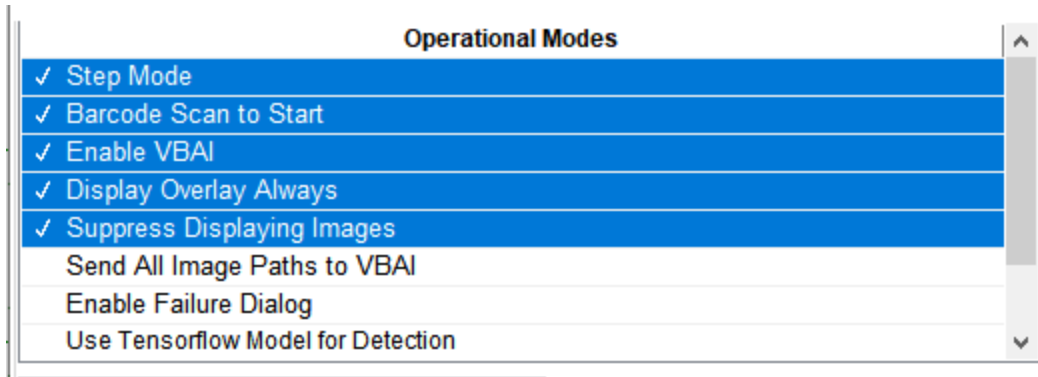 Operational Modes
✓ Step Mode
✓ Barcode Scan to Start
✓ Enable VBAI
✓ Display Overlay Always
✓ Suppress Displaying Images
Send All Image Paths to VBAI
Enable Failure Dialog
Use Tensorflow Model for Detection